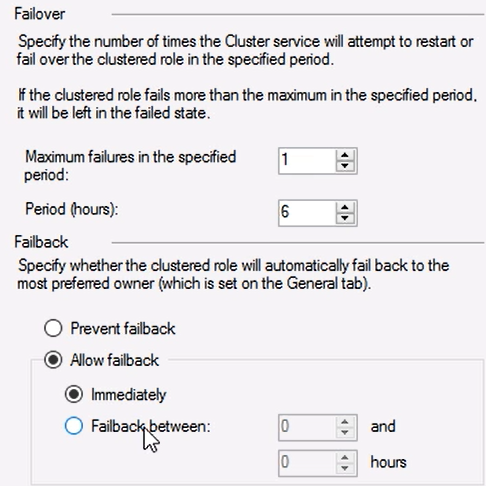 Failover
Specify the number of times the Cluster service will attempt to restart or
fail over the clustered role in the specified period.
If the clustered role fails more than the maximum in the specified period,
it will be left in the failed state.
Maximum failures in the specified
period:
1
Period (hours):
6
Failback
Specify whether the clustered role will automatically fail back to the
most preferred owner (which is set on the General tab).
Prevent failback
Allow failback
Immediately
Failback between:
0
and
0
hours